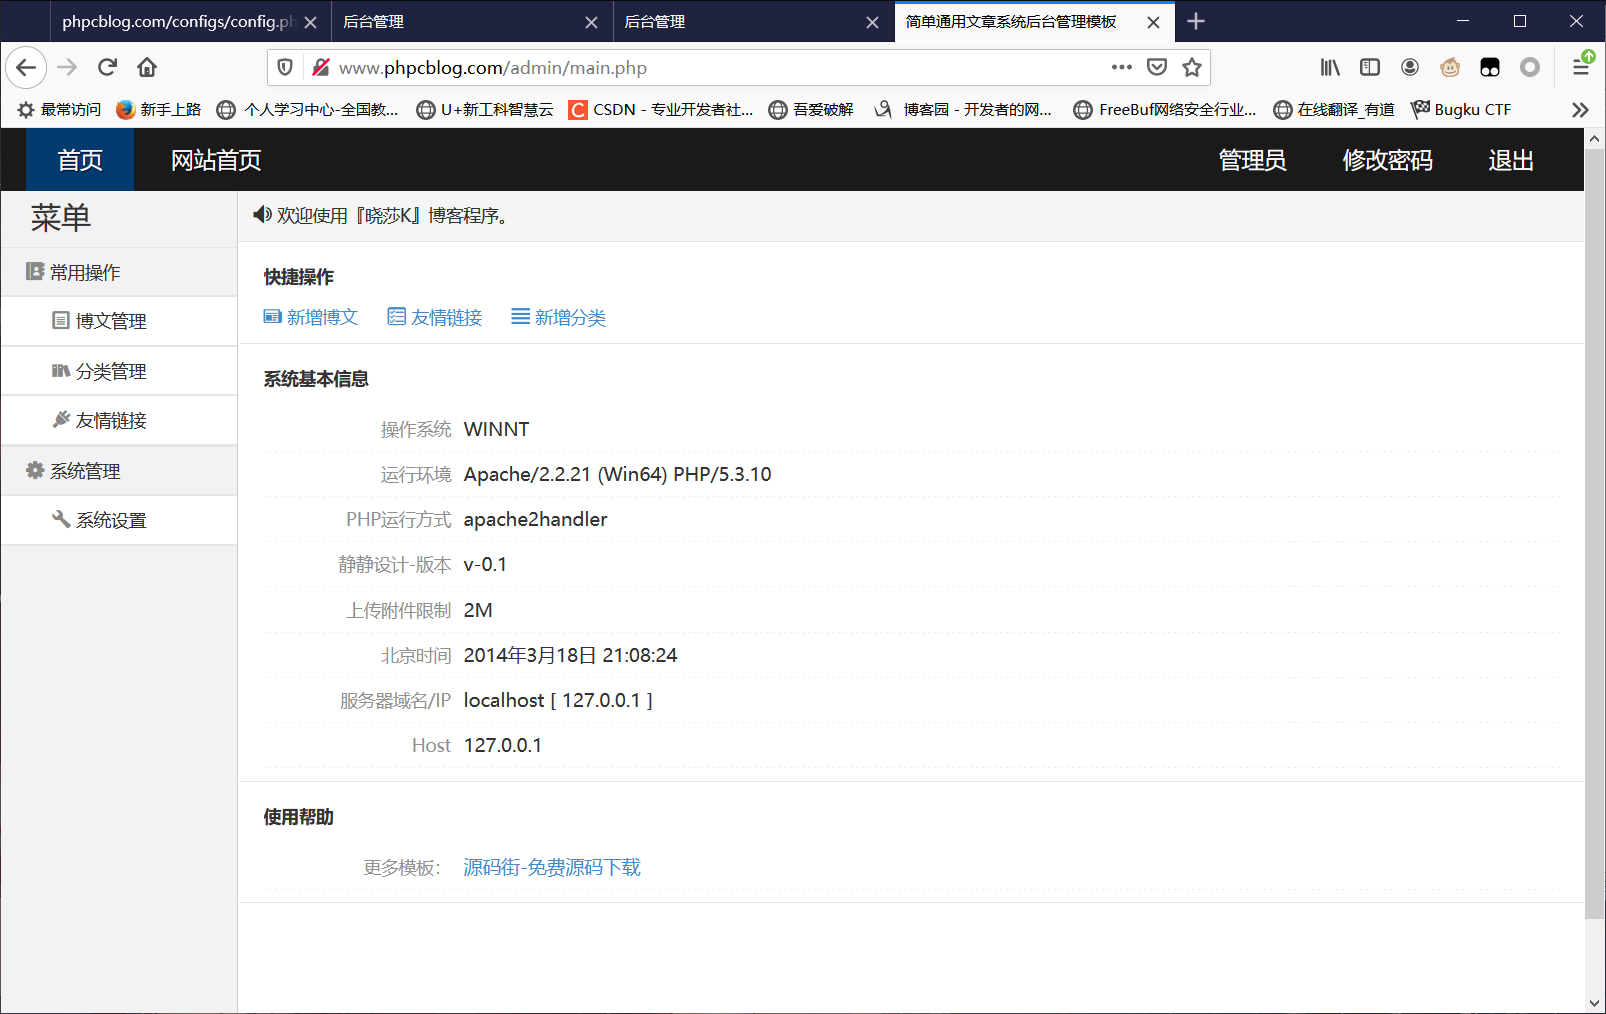 phpcblog.com/configs/config.ph
后台管理
后台管理
简单通用文章系统后台管理模板
www.phpcblog.com/admin/main.php
最常访问
新手上路
个人学习中心-全国教...
U+新工科智慧云
CSDN - 专业开发者社...
吾爱破解
博客园 - 开发者的网...
FreeBuf网络安全行业...
在线翻译_有道
Bugku CTF
首页
网站首页
管理员
修改密码
退出
菜单
常用操作
博文管理
分类管理
友情链接
系统管理
系统设置
欢迎使用『晓莎K』博客程序。
快捷操作
新增博文
友情链接
新增分类
系统基本信息
操作系统 WINNT
运行环境 Apache/2.2.21 (Win64) PHP/5.3.10
PHP运行方式 apache2handler
静静设计-版本 v-0.1
上传附件限制 2M
北京时间 2014年3月18日 21:08:24
服务器域名/IP localhost [ 127.0.0.1 ]
Host 127.0.0.1
使用帮助
更多模板： 源码街-免费源码下载